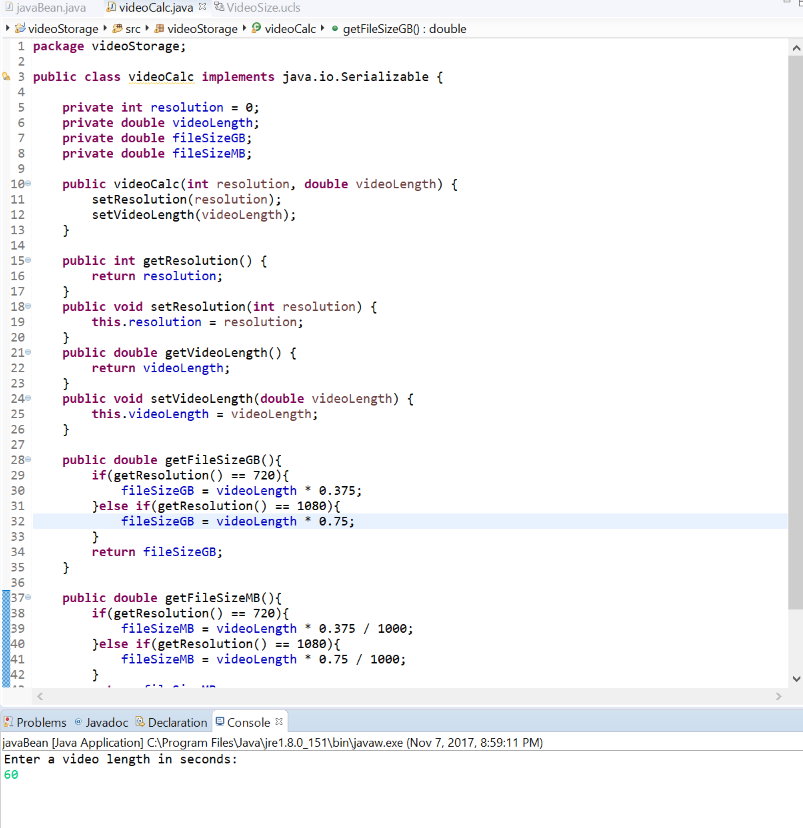 javaBean.java videoCalc.java VideoSize.ucls
videoStorage src videoStorage videoCalc getFileSizeGB() : double
1 package videoStorage;
2
3 public class videoCalc implements java.io.Serializable {
4
5 private int resolution = 0;
6 private double videoLength;
7 private double fileSizeGB;
8 private double fileSizeMB;
9
10 public videoCalc(int resolution, double videoLength) {
11 setResolution(resolution);
12 setVideoLength(videoLength);
13 }
14
15 public int getResolution() {
16 return resolution;
17 }
18 public void setResolution(int resolution) {
19 this.resolution = resolution;
20 }
21 public double getVideoLength() {
22 return videoLength;
23 }
24 public void setVideoLength(double videoLength) {
25 this.videoLength = videoLength;
26 }
27
28 public double getFileSizeGB(){
29 if(getResolution() == 720){
30 fileSizeGB = videoLength * 0.375;
31 }else if(getResolution() == 1080){
32 fileSizeGB = videoLength * 0.75;
33 }
34 return fileSizeGB;
35 }
36
37 public double getFileSizeMB(){
38 if(getResolution() == 720){
39 fileSizeMB = videoLength * 0.375 / 1000;
40 }else if(getResolution() == 1080){
41 fileSizeMB = videoLength * 0.75 / 1000;
42 }
Problems Javadoc Declaration Console
javaBean [Java Application] C:\Program Files\Java\jre1.8.0_151\bin\javaw.exe (Nov 7, 2017, 8:59:11 PM)
Enter a video length in seconds:
60